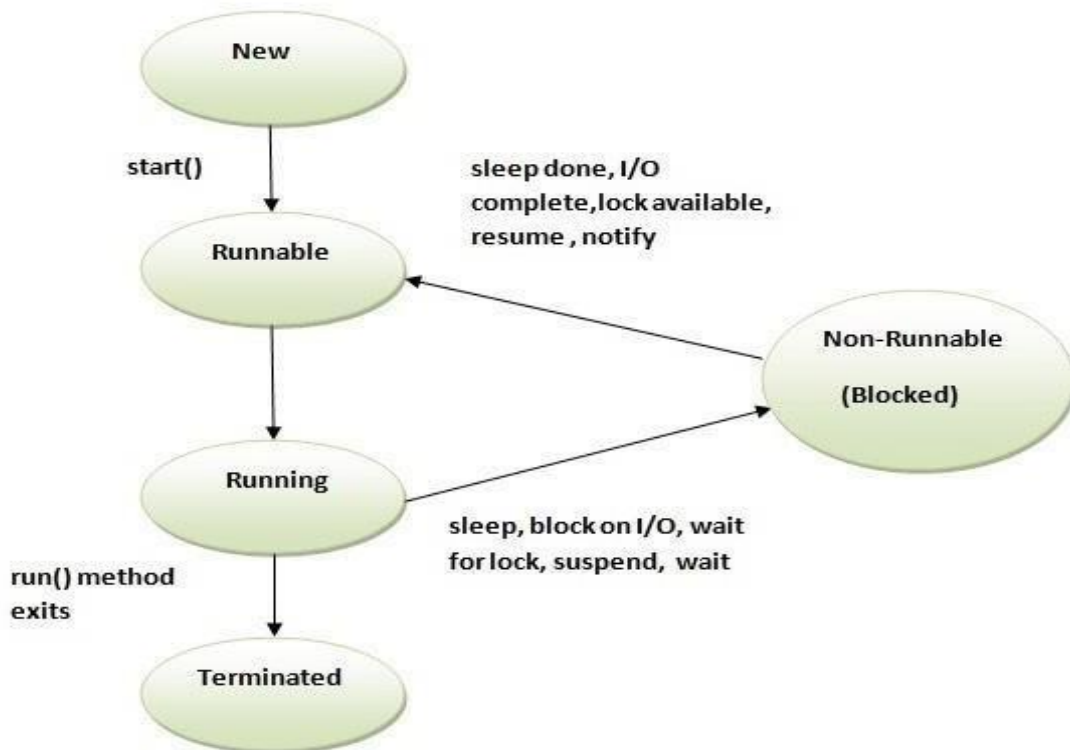 New
start()
sleep done, I/O
complete,lock available,
resume , notify
Runnable
Non-Runnable
(Blocked)
Running
sleep, block on I/O, wait
for lock, suspend, wait
run() method
exits
Terminated